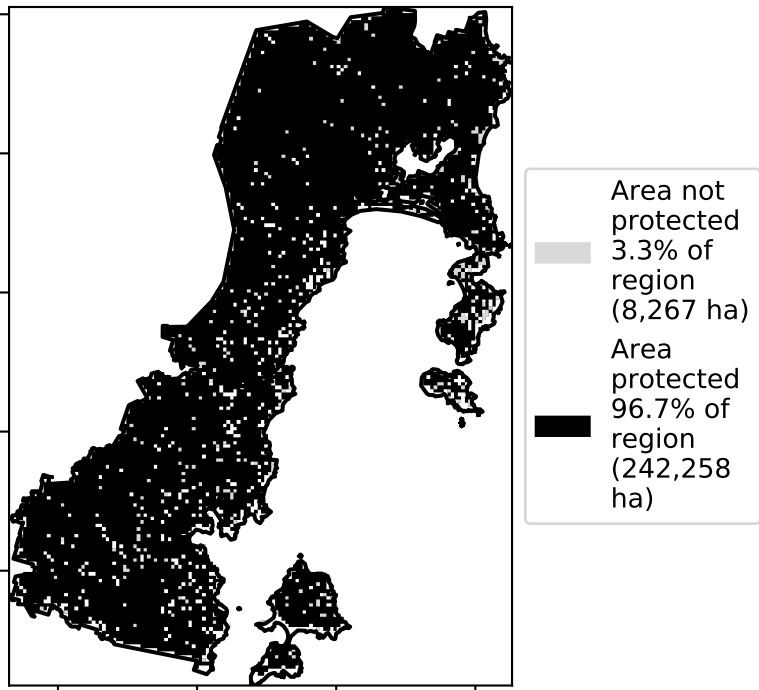 Area not
protected
3.3% of
region
(8,267 ha)
Area
protected
96.7% of
region
(242,258
ha)